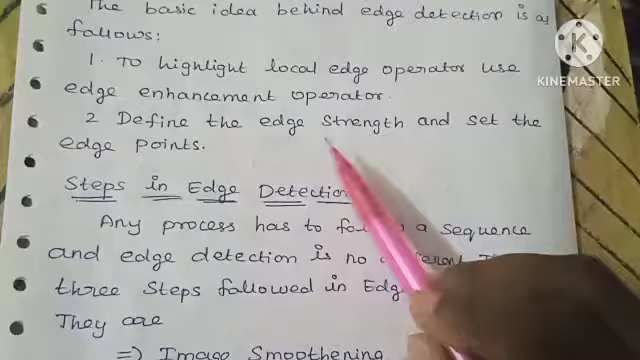 The basic idea behind edge detection is as
follows:
1. To highlight local edge operator use
edge enhancement operator.
2 Define the edge strength and set the
edge points.
Steps in Edge Detection
Any process has to a sequence
and edge detection is no
three steps followed in
They are
=) Image Smoothening
KINEMASTER